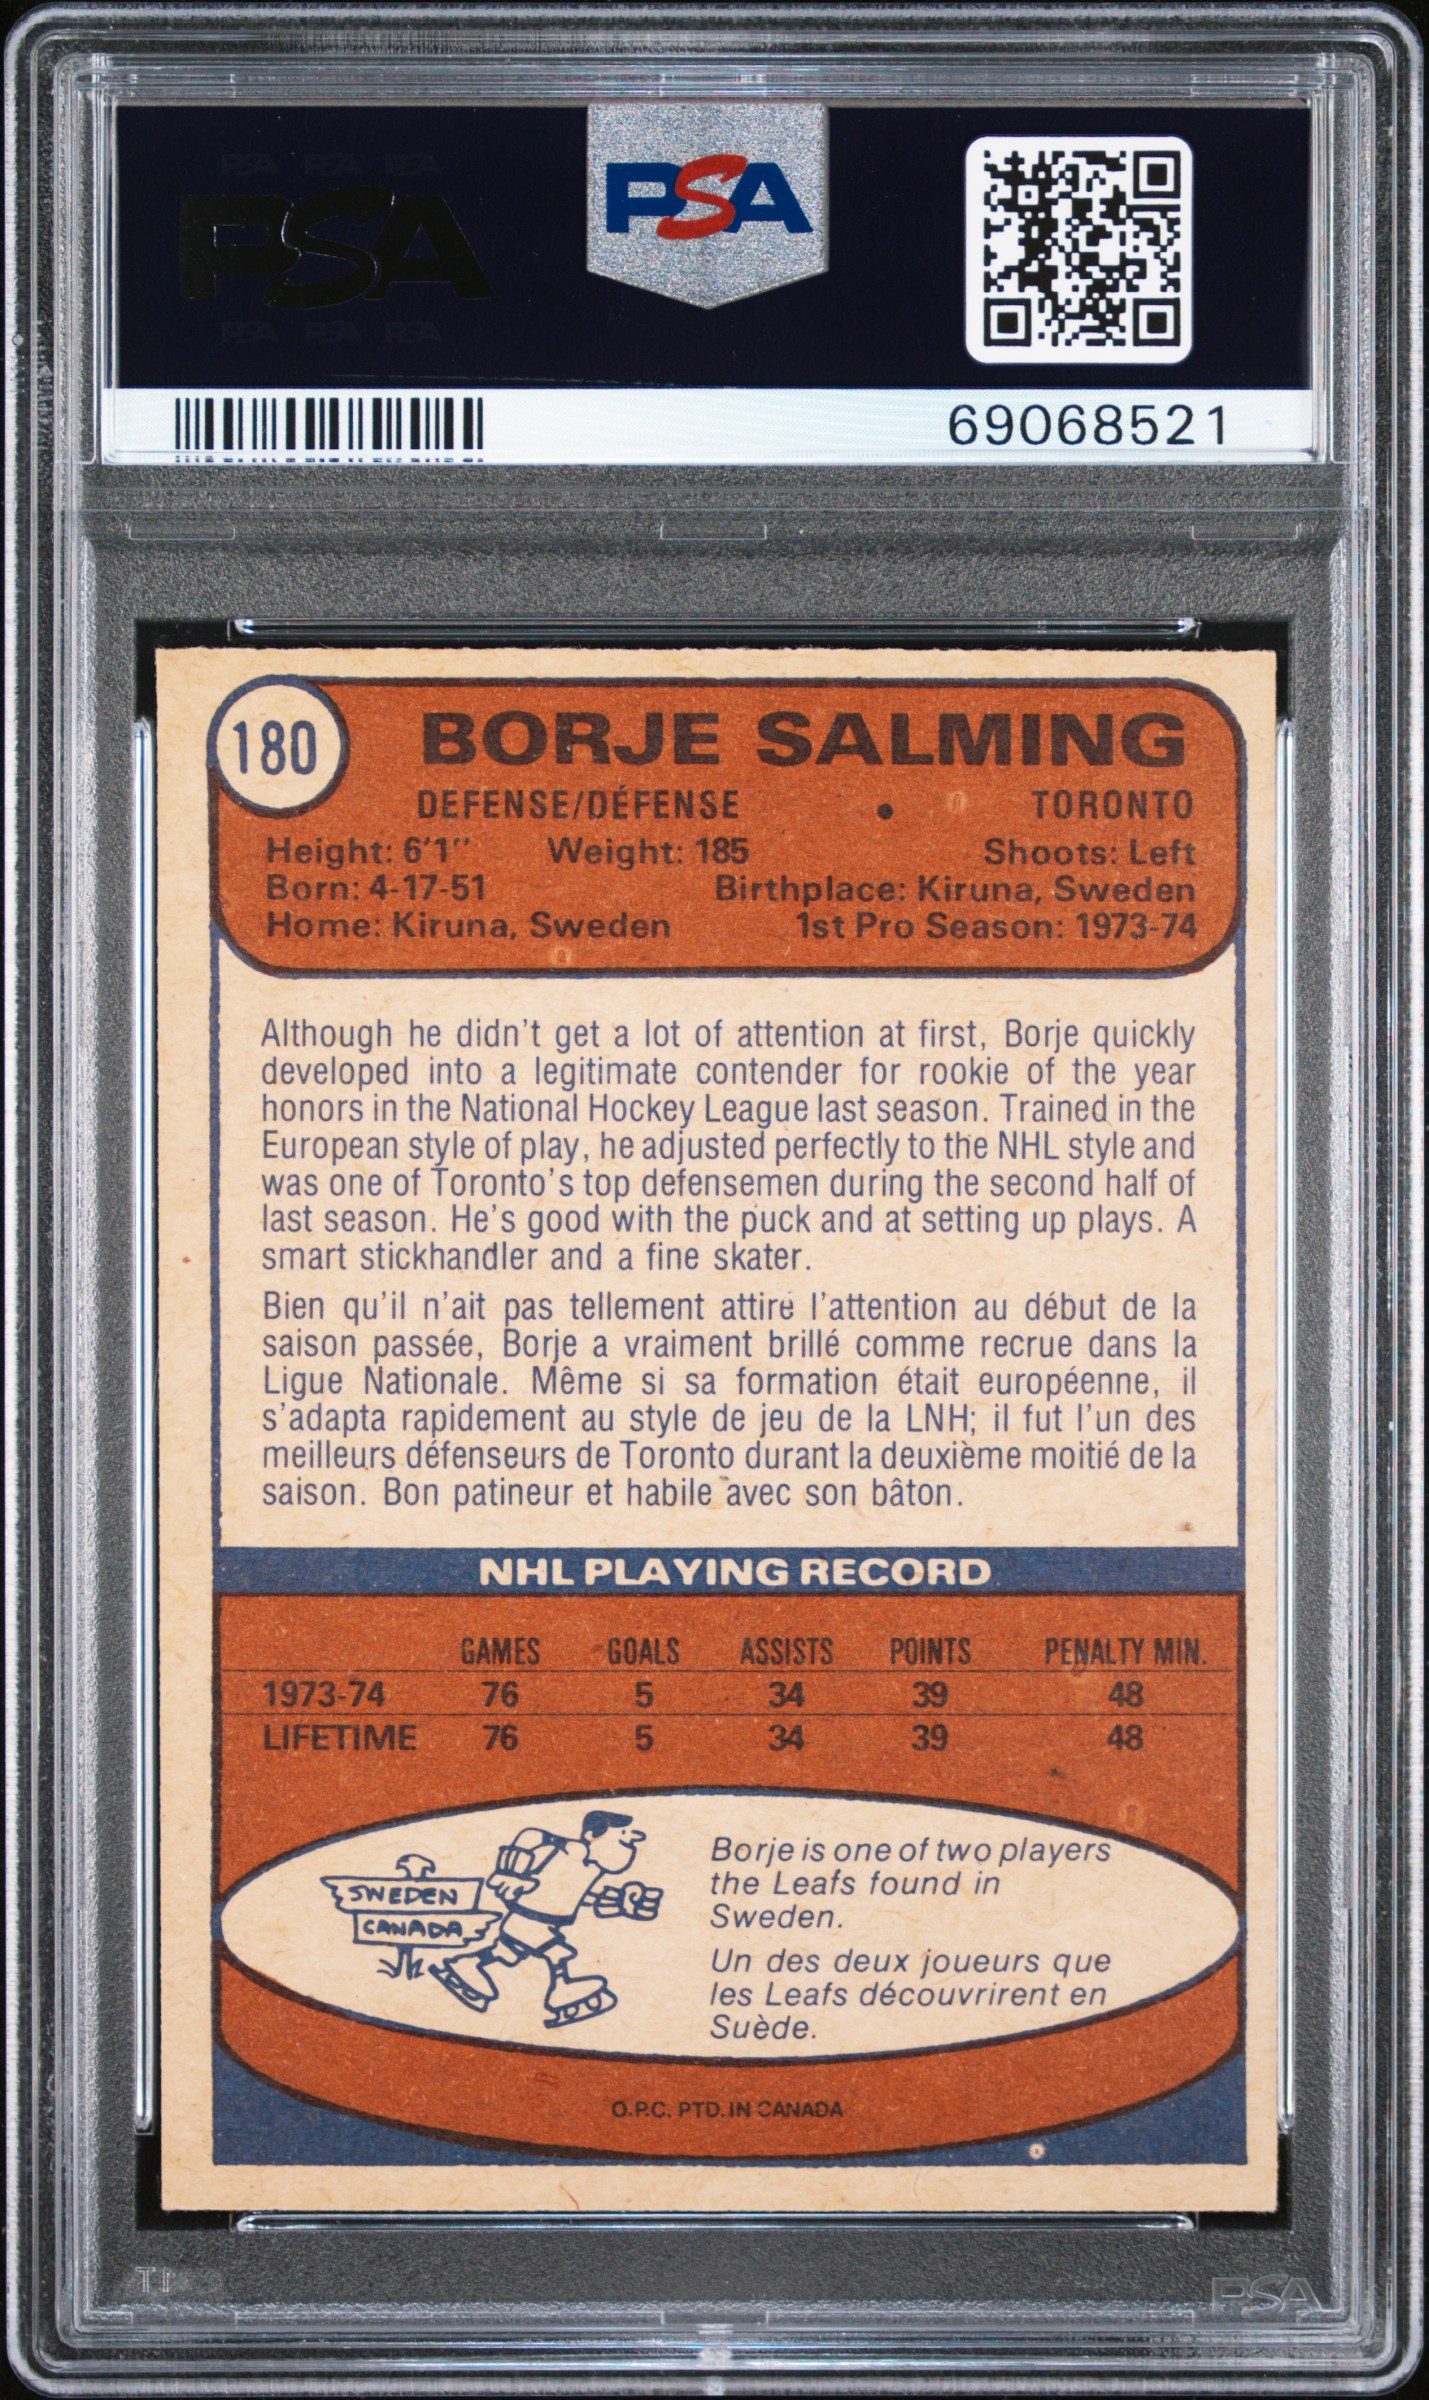 PSA PSA PSA
PSA
PSA PSA PSA
PSA
69068521
180
BORJE SALMING
DEFENSE/DÉFENSE • TORONTO
Height: 6'1" Weight: 185 Shoots: Left
Born: 4-17-51 Birthplace: Kiruna, Sweden
Home: Kiruna, Sweden 1st Pro Season: 1973-74
Although he didn't get a lot of attention at first, Borje quickly
developed into a legitimate contender for rookie of the year
honors in the National Hockey League last season. Trained in the
European style of play, he adjusted perfectly to the NHL style and
was one of Toronto's top defensemen during the second half of
last season. He's good with the puck and at setting up plays. A
smart stickhandler and a fine skater.
Bien qu'il n'ait pas tellement attiré l'attention au début de la
saison passée, Borje a vraiment brillé comme recrue dans la
Ligue Nationale. Même si sa formation était européenne, il
s'adapta rapidement au style de jeu de la LNH; il fut l'un des
meilleurs défenseurs de Toronto durant la deuxième moitié de la
saison. Bon patineur et habile avec son bâton.
NHL PLAYING RECORD
GAMES GOALS ASSISTS POINTS PENALTY MIN.
1973-74 76 5 34 39 48
LIFETIME 76 5 34 39 48
SWEDEN
CANADA
Borje is one of two players
the Leafs found in
Sweden.
Un des deux joueurs que
les Leafs découvrirent en
Suède.
O.P.C. PTD. IN CANADA
PSA